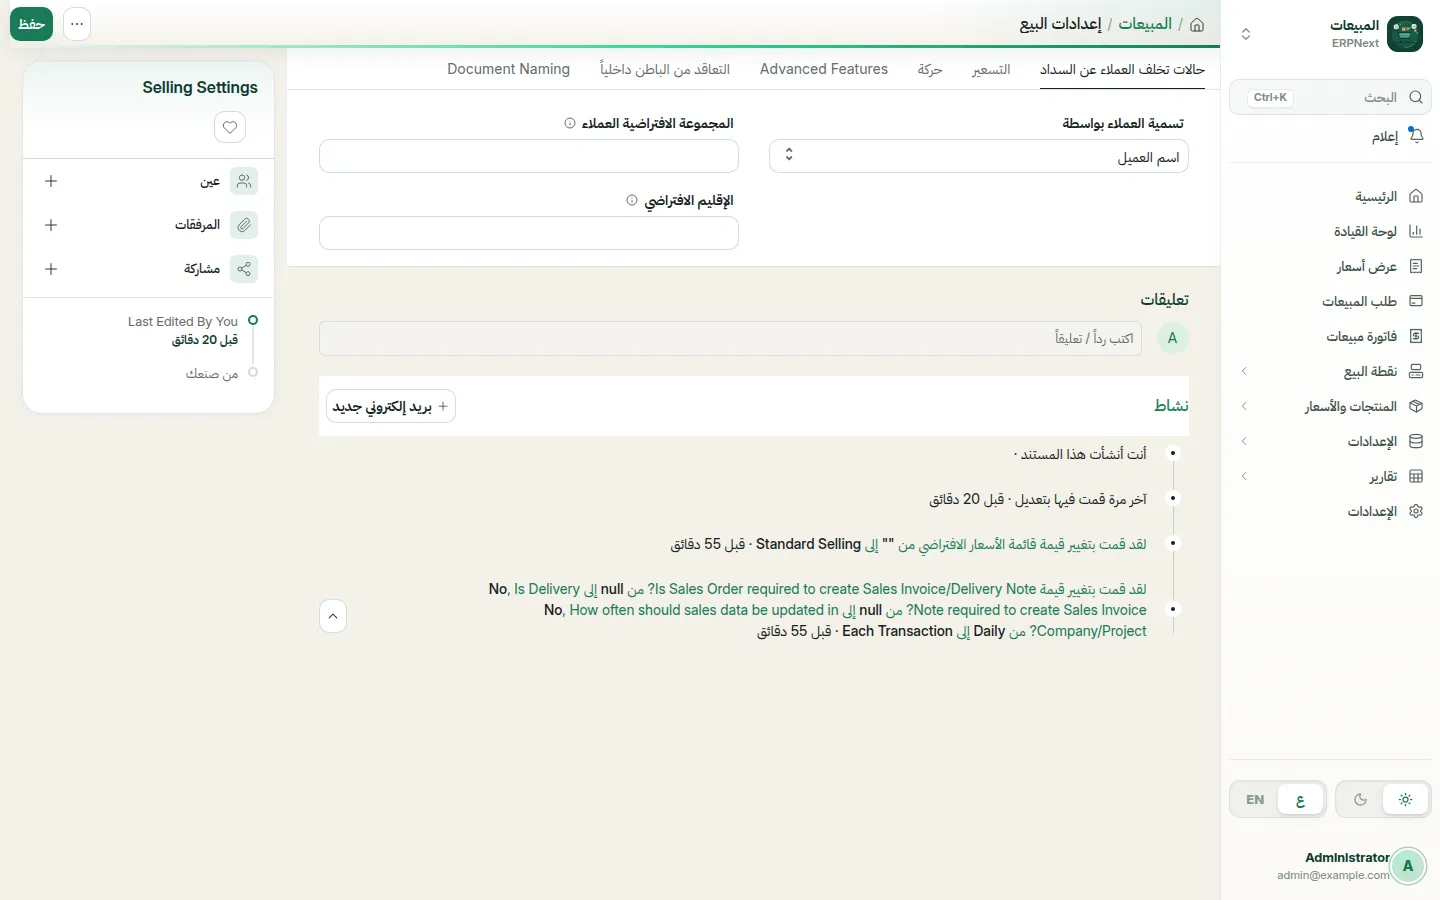 المبيعات
ERPNext
البحث
Ctrl+K
إعلام
الرئيسية
لوحة القيادة
عرض أسعار
طلب المبيعات
فاتورة مبيعات
نقطة البيع
المنتجات والأسعار
الإعدادات
تقارير
الإعدادات
ع
EN
Administrator
admin@example.com
A
المبيعات / إعدادات البيع
...
حفظ
حالات تخلف العملاء عن السداد
التسعير
حركة
Advanced Features
التعاقد من الباطن داخلياً
Document Naming
تسمية العملاء بواسطة
اسم العميل
المجموعة الافتراضية العملاء
الإقليم الافتراضي
تعليقات
A
اكتب رداً / تعليقاً
نشاط
+ بريد إلكتروني جديد
أنت أنشأت هذا المستند ·
آخر مرة قمت فيها بتعديل · قبل 20 دقائق
لقد قمت بتغيير قيمة قائمة الأسعار الافتراضي من "" إلى Standard Selling · قبل 55 دقائق
لقد قمت بتغيير قيمة Is Sales Order required to create Sales Invoice/Delivery Note? من null إلى No, Is Delivery
Note required to create Sales Invoice? من null إلى No, How often should sales data be updated in
Company/Project? من Daily إلى Each Transaction · قبل 55 دقائق
Selling Settings
عين
المرفقات
مشاركة
Last Edited By You
قبل 20 دقائق
من صنعك